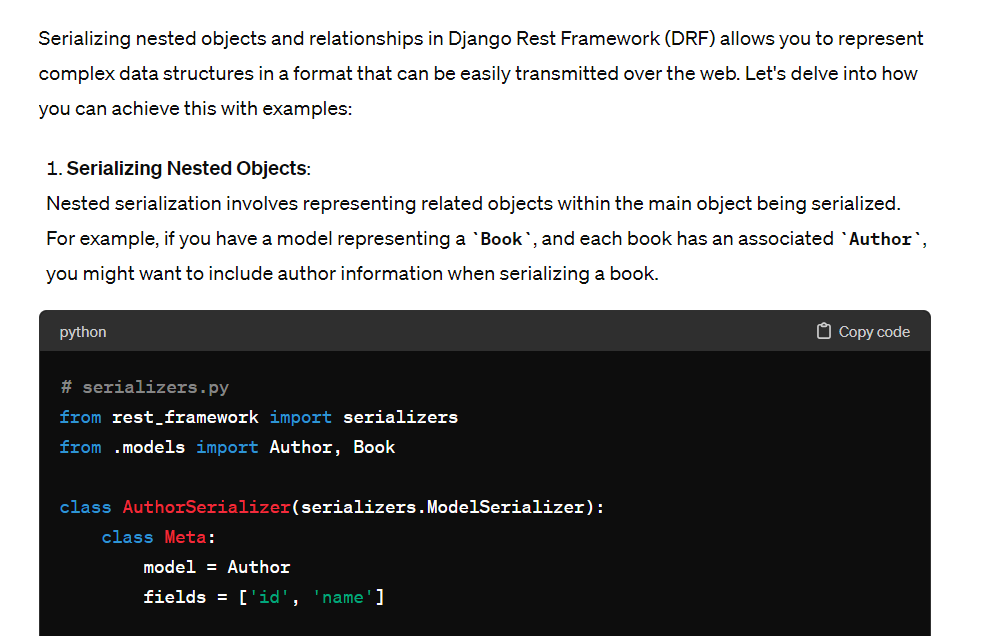 Serializing nested objects and relationships in Django Rest Framework (DRF) allows you to represent
complex data structures in a format that can be easily transmitted over the web. Let's delve into how
you can achieve this with examples:
1. Serializing Nested Objects:
Nested serialization involves representing related objects within the main object being serialized.
For example, if you have a model representing a `Book`, and each book has an associated `Author`,
you might want to include author information when serializing a book.
python Copy code
# serializers.py
from rest_framework import serializers
from .models import Author, Book
class AuthorSerializer(serializers.ModelSerializer):
    class Meta:
        model = Author
        fields = ['id', 'name']